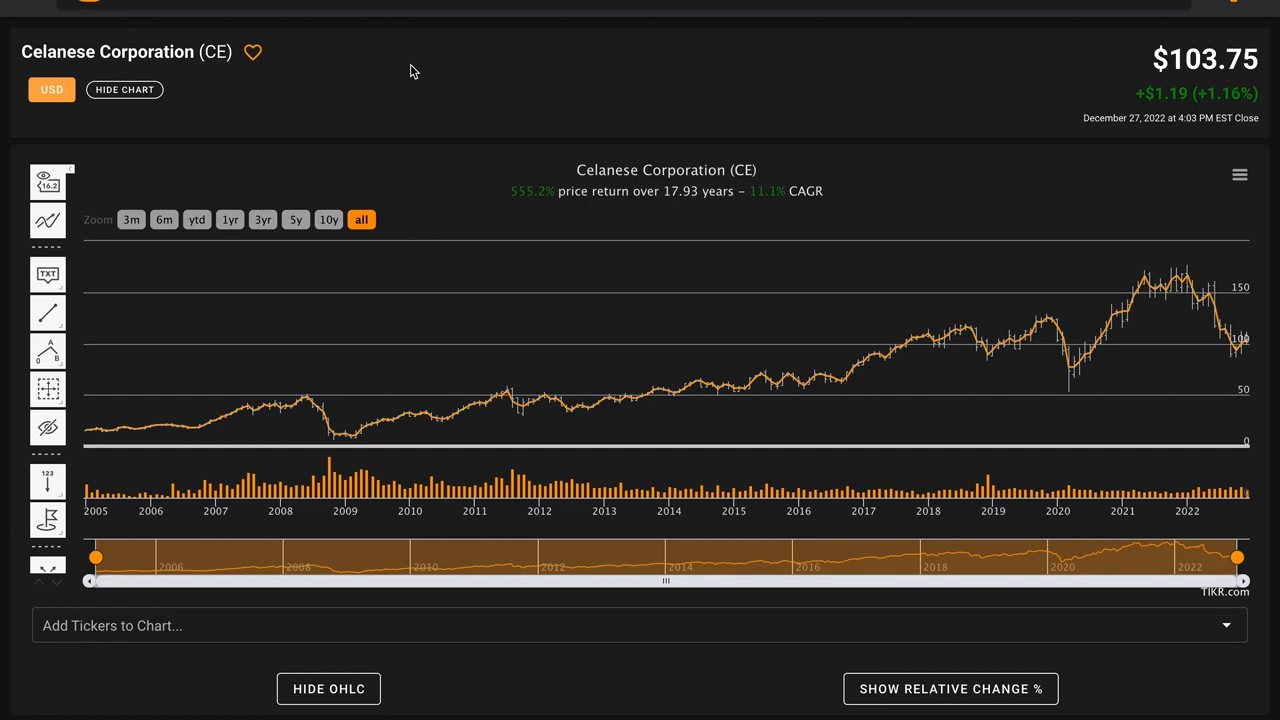 Celanese Corporation (CE)
$103.75
USD
HIDE CHART
+$1.19 (+1.16%)
December 27, 2022 at 4:03 PM EST Close
Celanese Corporation (CE)
555.2% price return over 17.93 years – 11.1% CAGR
Zoom 3m 6m ytd 1yr 3yr 5y 10y all
16.2
TXT
A
0 B
123
150
100
50
0
0
2005 2006 2007 2008 2009 2010 2011 2012 2013 2014 2015 2016 2017 2018 2019 2020 2021 2022
2006 2008 2010 2012 2014 2016 2018 2020 2022
TIKR.com
Add Tickers to Chart...
HIDE OHLC
SHOW RELATIVE CHANGE %